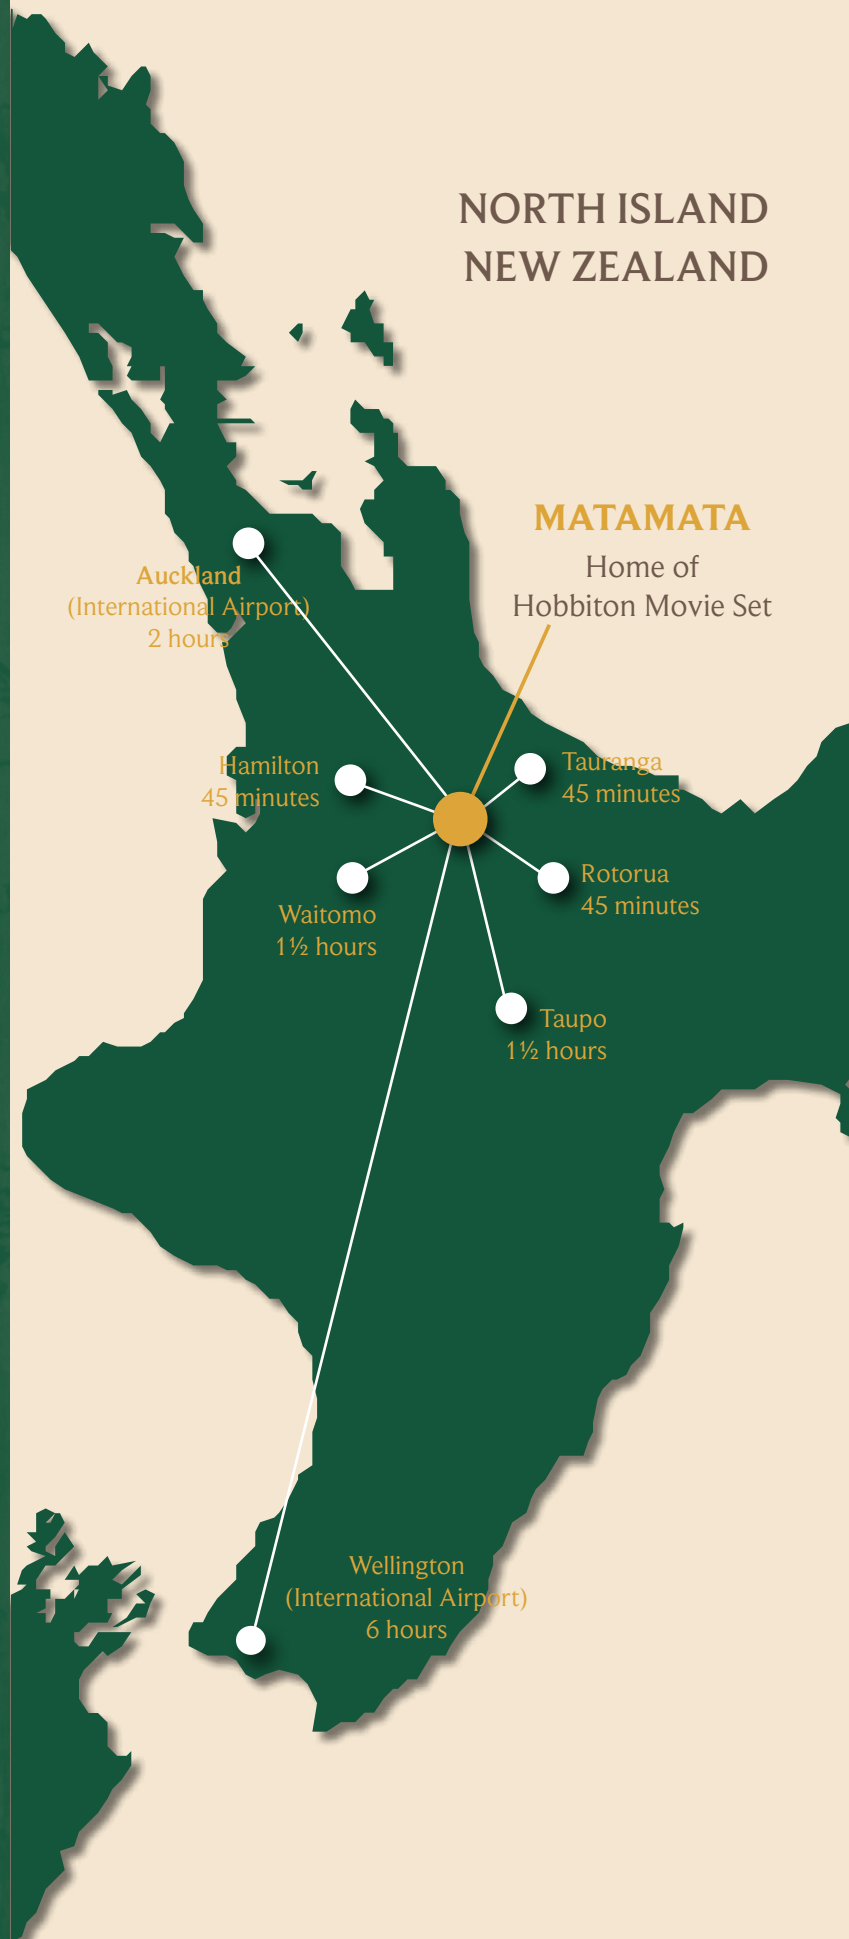 NORTH ISLAND
NEW ZEALAND
MATAMATA
Home of
Hobbiton Movie Set
Auckland
(International Airport)
2 hours
Hamilton
45 minutes
Tauranga
45 minutes
Rotorua
45 minutes
Waitomo
1½ hours
Taupo
1½ hours
Wellington
(International Airport)
6 hours